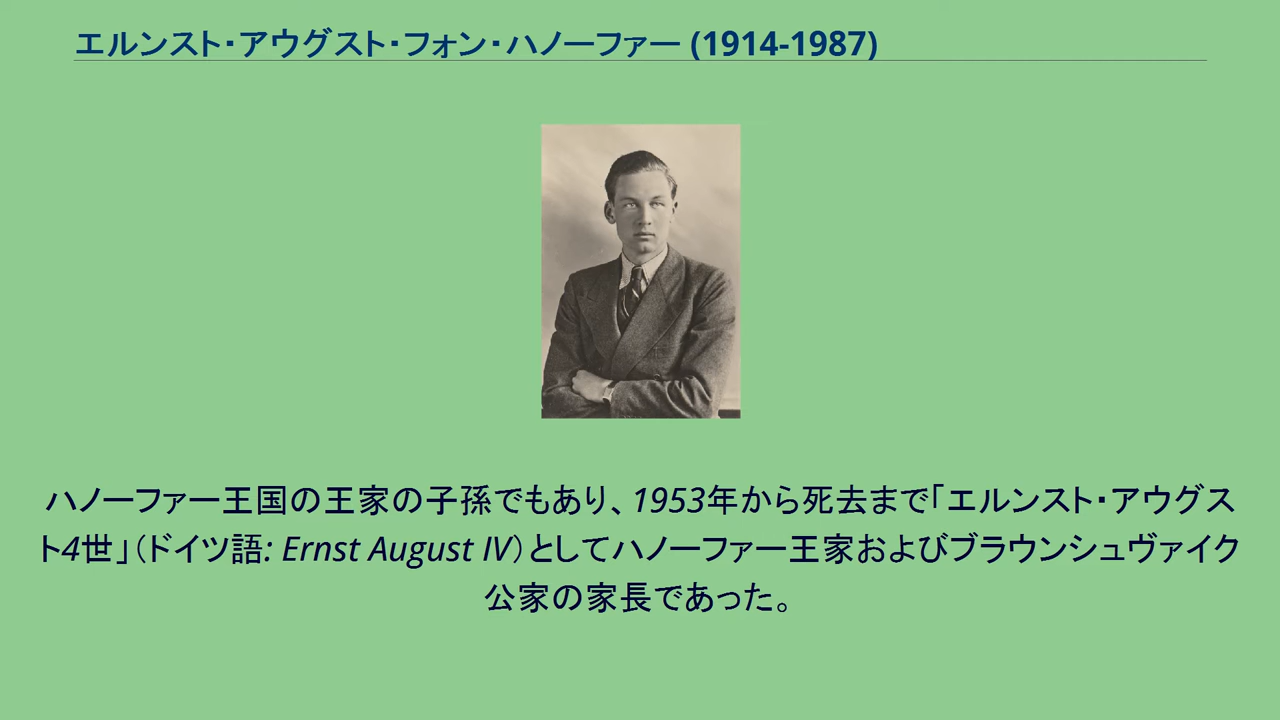 エルンスト・アウグスト・フォン・ハノーファー (1914-1987)
ハノーファー王国の王家の子孫でもあり、1953年から死去まで「エルンスト・アウグス
ト4世」（ドイツ語: Ernst August IV）としてハノーファー王家およびブラウンシュヴァイク
公家の家長であった。